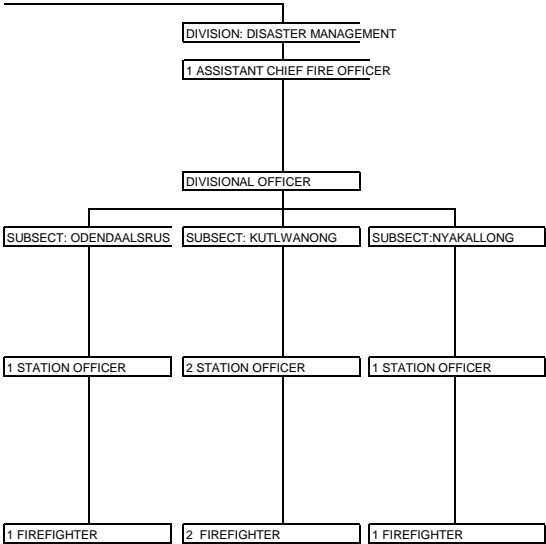 DIVISION: DISASTER MANAGEMENT
1 ASSISTANT CHIEF FIRE OFFICER
DIVISIONAL OFFICER
SUBSECT: ODENDAALSRUS
SUBSECT: KUTLWANONG
SUBSECT:NYAKALLONG
1 STATION OFFICER
2 STATION OFFICER
1 STATION OFFICER
1 FIREFIGHTER
2 FIREFIGHTER
1 FIREFIGHTER